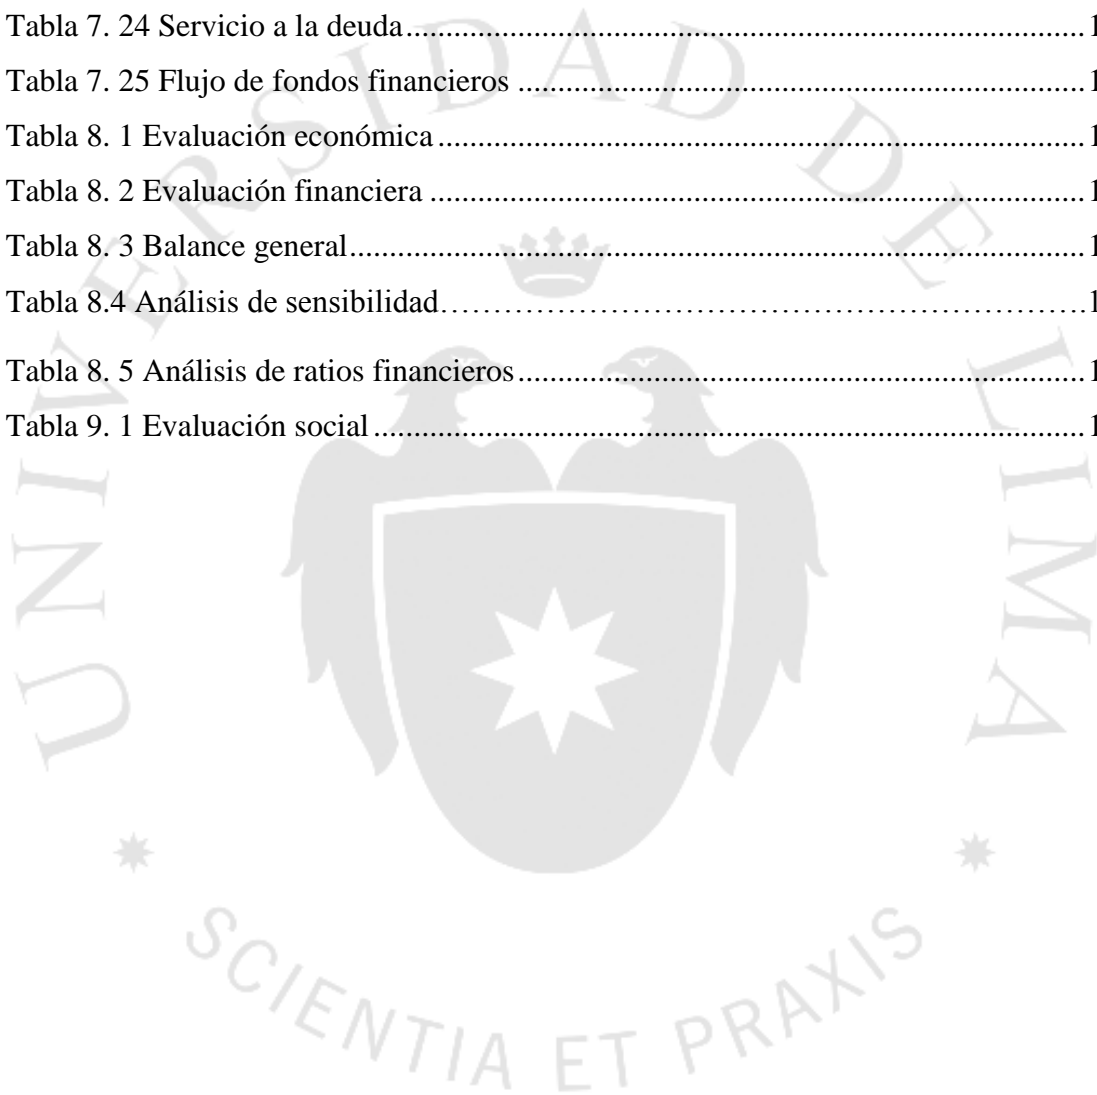 Tabla 7. 24 Servicio a la deuda.......................................................................................1
Tabla 7. 25 Flujo de fondos financieros .........................................................................1
Tabla 8. 1 Evaluación económica...................................................................................1
Tabla 8. 2 Evaluación financiera ....................................................................................1
Tabla 8. 3 Balance general..............................................................................................1
Tabla 8.4 Análisis de sensibilidad……………………………………………………………1
Tabla 8. 5 Análisis de ratios financieros.........................................................................1
Tabla 9. 1 Evaluación social...........................................................................................1
UNIVERSIDAD DE LIMA
SCIENTIA ET PRAXIS